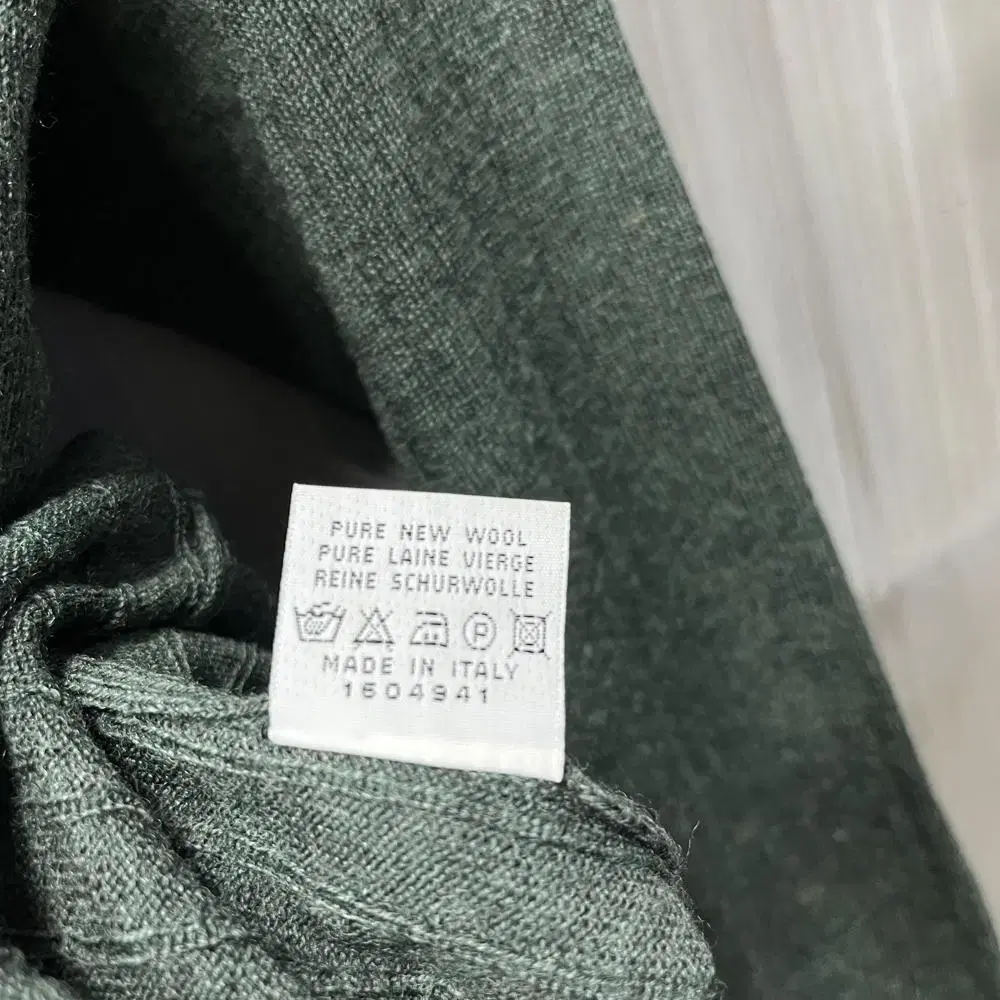 PURE NEW WOOL
PURE LAINE VIERGE
REINE SCHURWOLLE
P
MADE IN ITALY
1604941